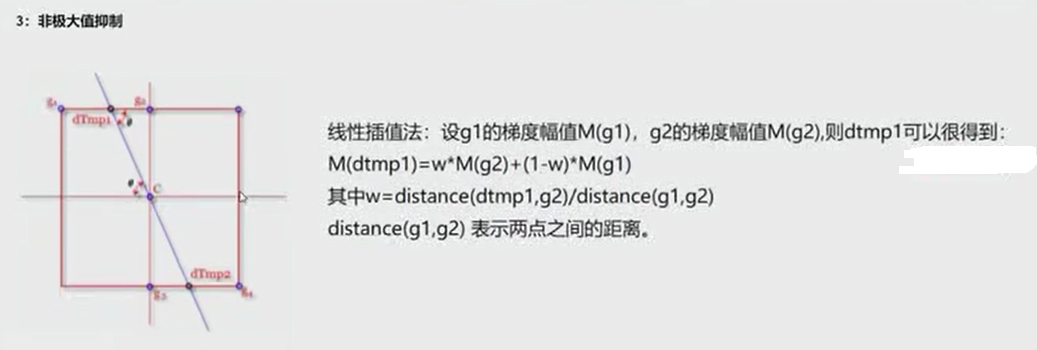 3：非极大值抑制
g₁
g₂
dTmp1
θ
θ
C
dTmp2
g₃
g₄
线性插值法：设g1的梯度幅值M(g1)，g2的梯度幅值M(g2),则dtmp1可以很得到：
M(dtmp1)=w*M(g2)+(1-w)*M(g1)
其中w=distance(dtmp1,g2)/distance(g1,g2)
distance(g1,g2) 表示两点之间的距离。